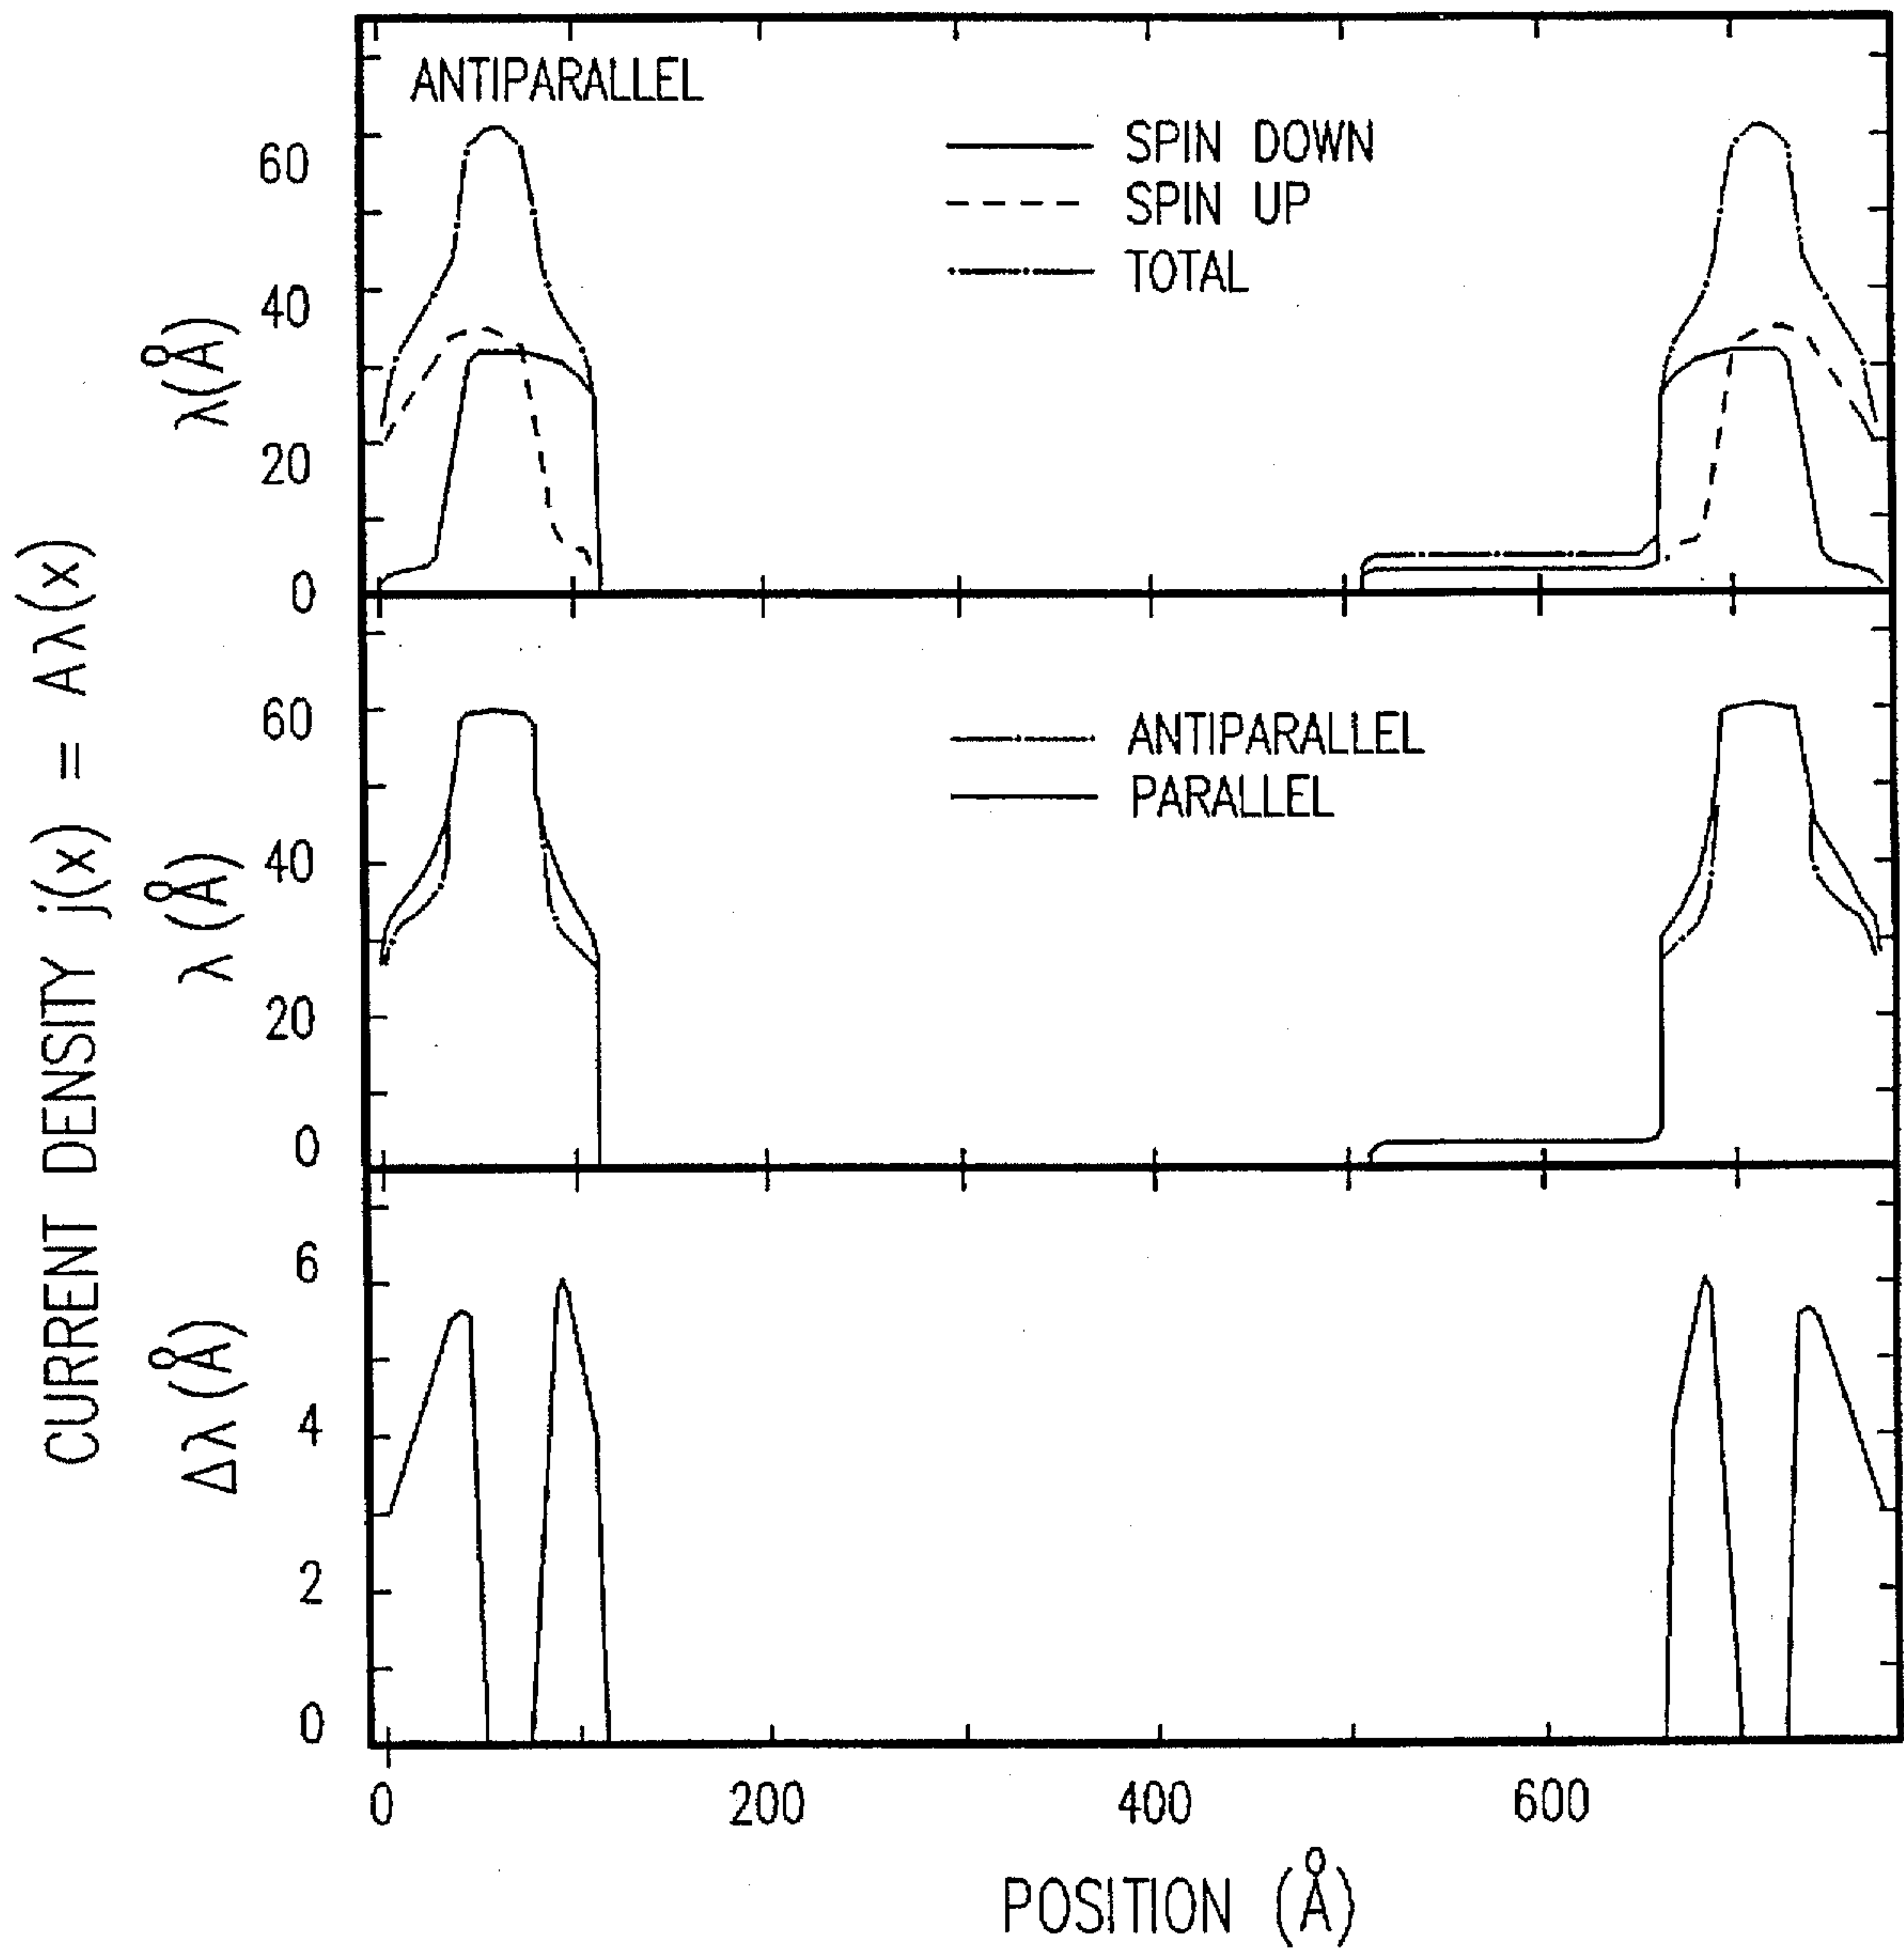 CURRENT DENSITY j(x) = Aλ(x)
ANTIPARALLEL
SPIN DOWN
SPIN UP
TOTAL
λ(Å)
60
40
20
0
ANTIPARALLEL
PARALLEL
λ (Å)
60
40
20
0
Δλ (Å)
6
4
2
0
0 200 400 600
POSITION (Å)